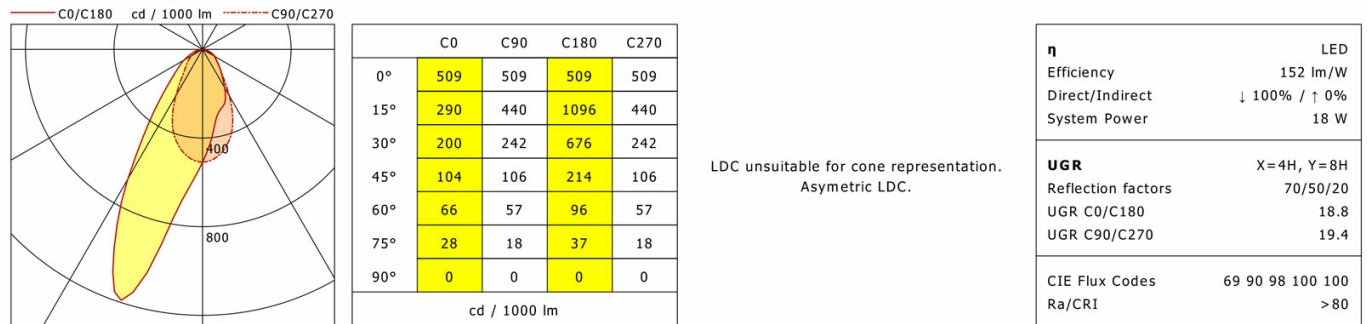 C0/C180 cd / 1000 lm C90/C270
400
800
C0 C90 C180 C270
0° 509 509 509 509
15° 290 440 1096 440
30° 200 242 676 242
45° 104 106 214 106
60° 66 57 96 57
75° 28 18 37 18
90° 0 0 0 0
cd / 1000 lm
LDC unsuitable for cone representation.
Asymetric LDC.
η LED
Efficiency 152 lm/W
Direct/Indirect ↓ 100% / ↑ 0%
System Power 18 W
UGR X=4H, Y=8H
Reflection factors 70/50/20
UGR C0/C180 18.8
UGR C90/C270 19.4
CIE Flux Codes 69 90 98 100 100
Ra/CRI >80